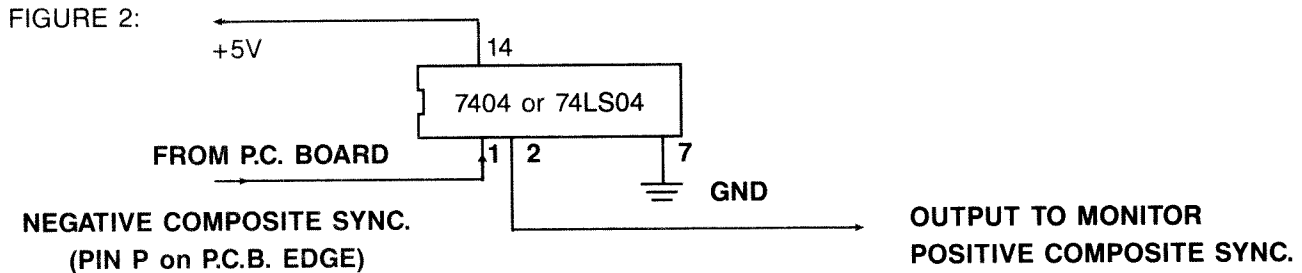 FIGURE 2:
+5V
14
7404 or 74LS04
FROM P.C. BOARD
1
2
7
GND
NEGATIVE COMPOSITE SYNC.
(PIN P on P.C.B. EDGE)
OUTPUT TO MONITOR
POSITIVE COMPOSITE SYNC.